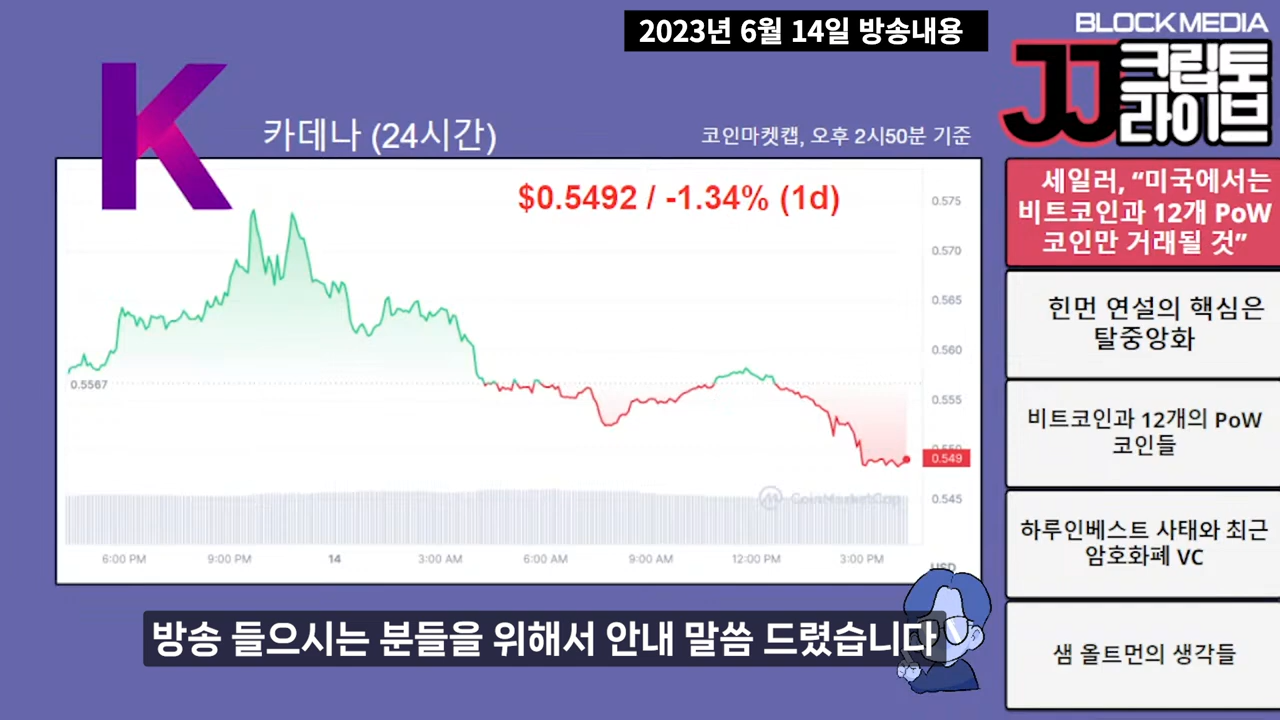 2023년 6월 14일 방송내용
BLOCKMEDIA
JJ 크립토
라이브
카데나 (24시간)
코인마켓캡, 오후 2시50분 기준
$0.5492 / -1.34% (1d)
0.575
0.570
0.565
0.560
0.5567
0.555
0.550
0.549
0.545
CoinMarketCap
6:00 PM
9:00 PM
14
3:00 AM
6:00 AM
9:00 AM
12:00 PM
3:00 PM
USD
세일러, “미국에서는
비트코인과 12개 PoW
코인만 거래될 것”
힌먼 연설의 핵심은
탈중앙화
비트코인과 12개의 PoW
코인들
하루인베스트 사태와 최근
암호화폐 VC
샘 올트먼의 생각들
방송 들으시는 분들을 위해서 안내 말씀 드렸습니다